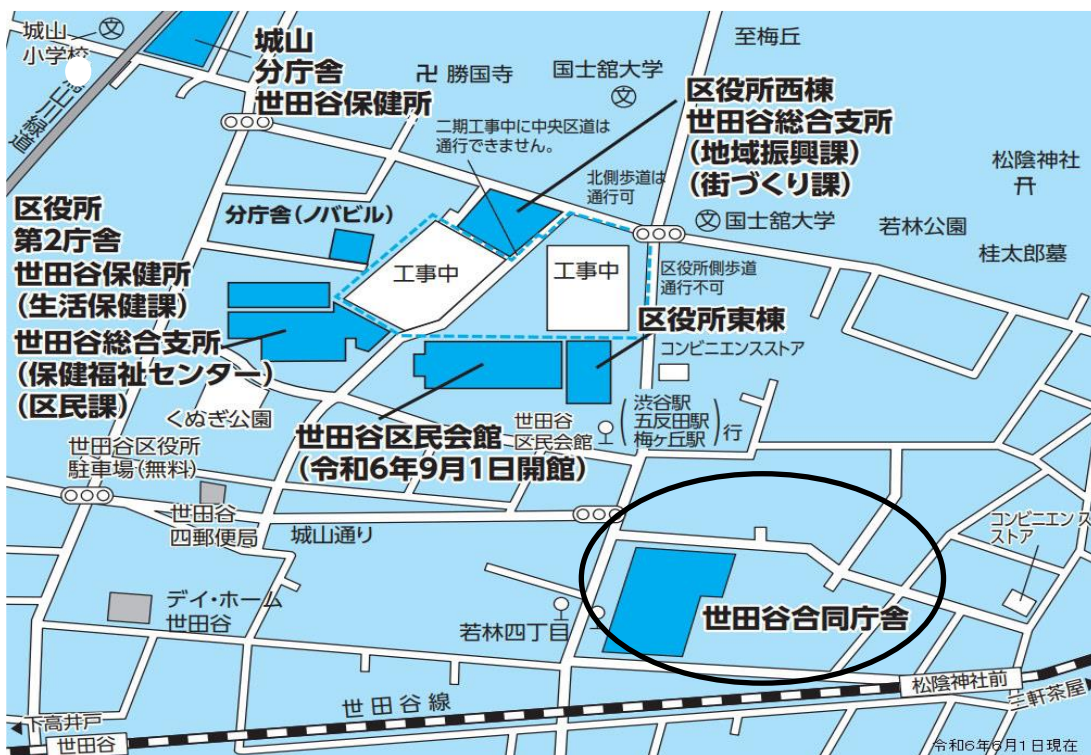 城山
小学校
烏山川緑道
城山
分庁舎
世田谷保健所
卍 勝国寺
国士舘大学
至梅丘
区役所西棟
世田谷総合支所
(地域振興課)
(街づくり課)
二期工事中に中央区道は
通行できません。
北側歩道は
通行可
松陰神社
国士舘大学
若林公園
桂太郎墓
区役所
第2庁舎
世田谷保健所
(生活保健課)
世田谷総合支所
(保健福祉センター)
(区民課)
分庁舎(ノバビル)
工事中
工事中
区役所側歩道
通行不可
区役所東棟
コンビニエンスストア
くぬぎ公園
世田谷区民会館
(令和6年9月1日開館)
世田谷
区民会館
渋谷駅
五反田駅
梅ヶ丘駅
行
世田谷区役所
駐車場(無料)
世田谷
四郵便局
城山通り
コンビニエンス
ストア
デイ・ホーム
世田谷
若林四丁目
世田谷合同庁舎
世田谷線
松陰神社前
三軒茶屋
下高井戸
世田谷
令和6年6月1日現在